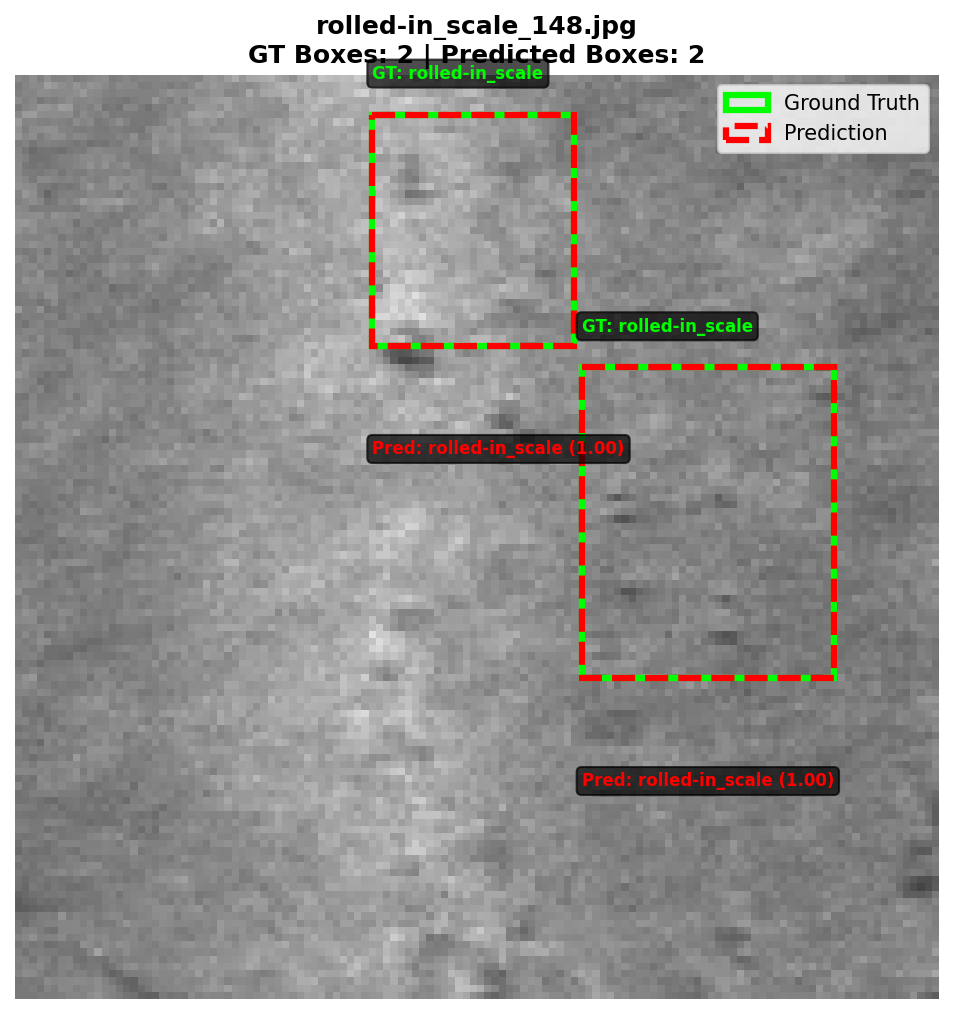 rolled-in_scale_148.jpg
GT Boxes: 2 | Predicted Boxes: 2
GT: rolled-in_scale
Ground Truth
Prediction
GT: rolled-in_scale
Pred: rolled-in_scale (1.00)
Pred: rolled-in_scale (1.00)